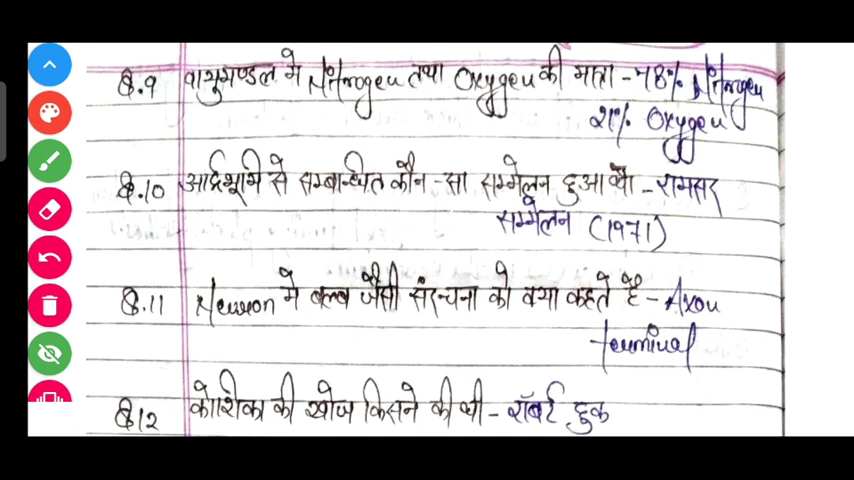 Q.9 वायुमण्डल में Nitrogen तथा Oxygen की मात्रा - 78% Nitrogen
21% Oxygen
Q.10 आर्द्रभूमि से सम्बन्धित कौन - सा सम्मेलन हुआ था - रामसर
सम्मेलन (1971)
Q.11 Neuron में बल्ब जैसी संरचना को क्या कहते है - Axon
terminal
Q.12 कोशिका की खोज किसने की थी - रॉबर्ट हुक